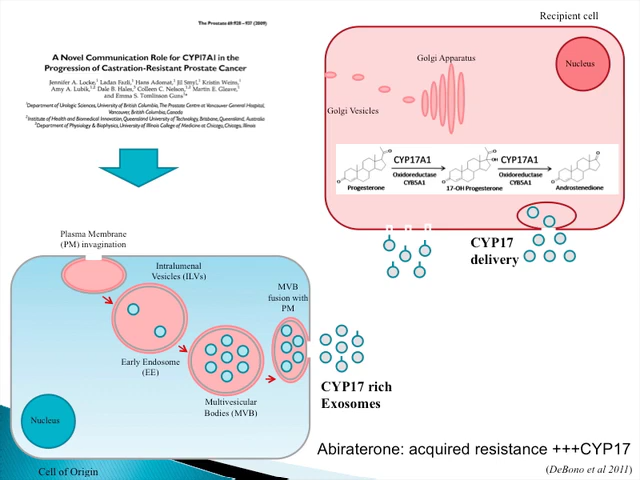 The Prostate 69:928–937 (2009)
A Novel Communication Role for CYP17A1 in the
Progression of Castration-Resistant Prostate Cancer
Jennifer A. Locke,¹ Ladan Fazli,¹ Hans Adomat,¹ Jil Smyl,¹ Kristin Weins,¹
Amy A. Lubik,¹,² Dale B. Hales,³ Colleen C. Nelson,¹,² Martin E. Gleave,¹
and Emma S. Tomlinson Guns¹*
¹Department of Urologic Sciences, University of British Columbia, The Prostate Centre at Vancouver General Hospital,
Vancouver, British Columbia, Canada
²Institute of Health and Biomedical Innovation, Queensland University of Technology, Brisbane, Queensland, Australia
³Department of Physiology & Biophysics, University of Illinois College of Medicine at Chicago, Chicago, Illinois
Recipient cell
Golgi Apparatus
Nucleus
Golgi Vesicles
CYP17A1
CYP17A1
Oxidoreductase
CYB5A1
Oxidoreductase
CYB5A1
Progesterone
17-OH Progesterone
Androstenedione
CYP17
delivery
Plasma Membrane
(PM) invagination
Intralumenal
Vesicles (ILVs)
MVB
fusion with
PM
Early Endosome
(EE)
Multivesicular
Bodies (MVB)
CYP17 rich
Exosomes
Nucleus
Cell of Origin
Abiraterone: acquired resistance +++CYP17
(DeBono et al 2011)